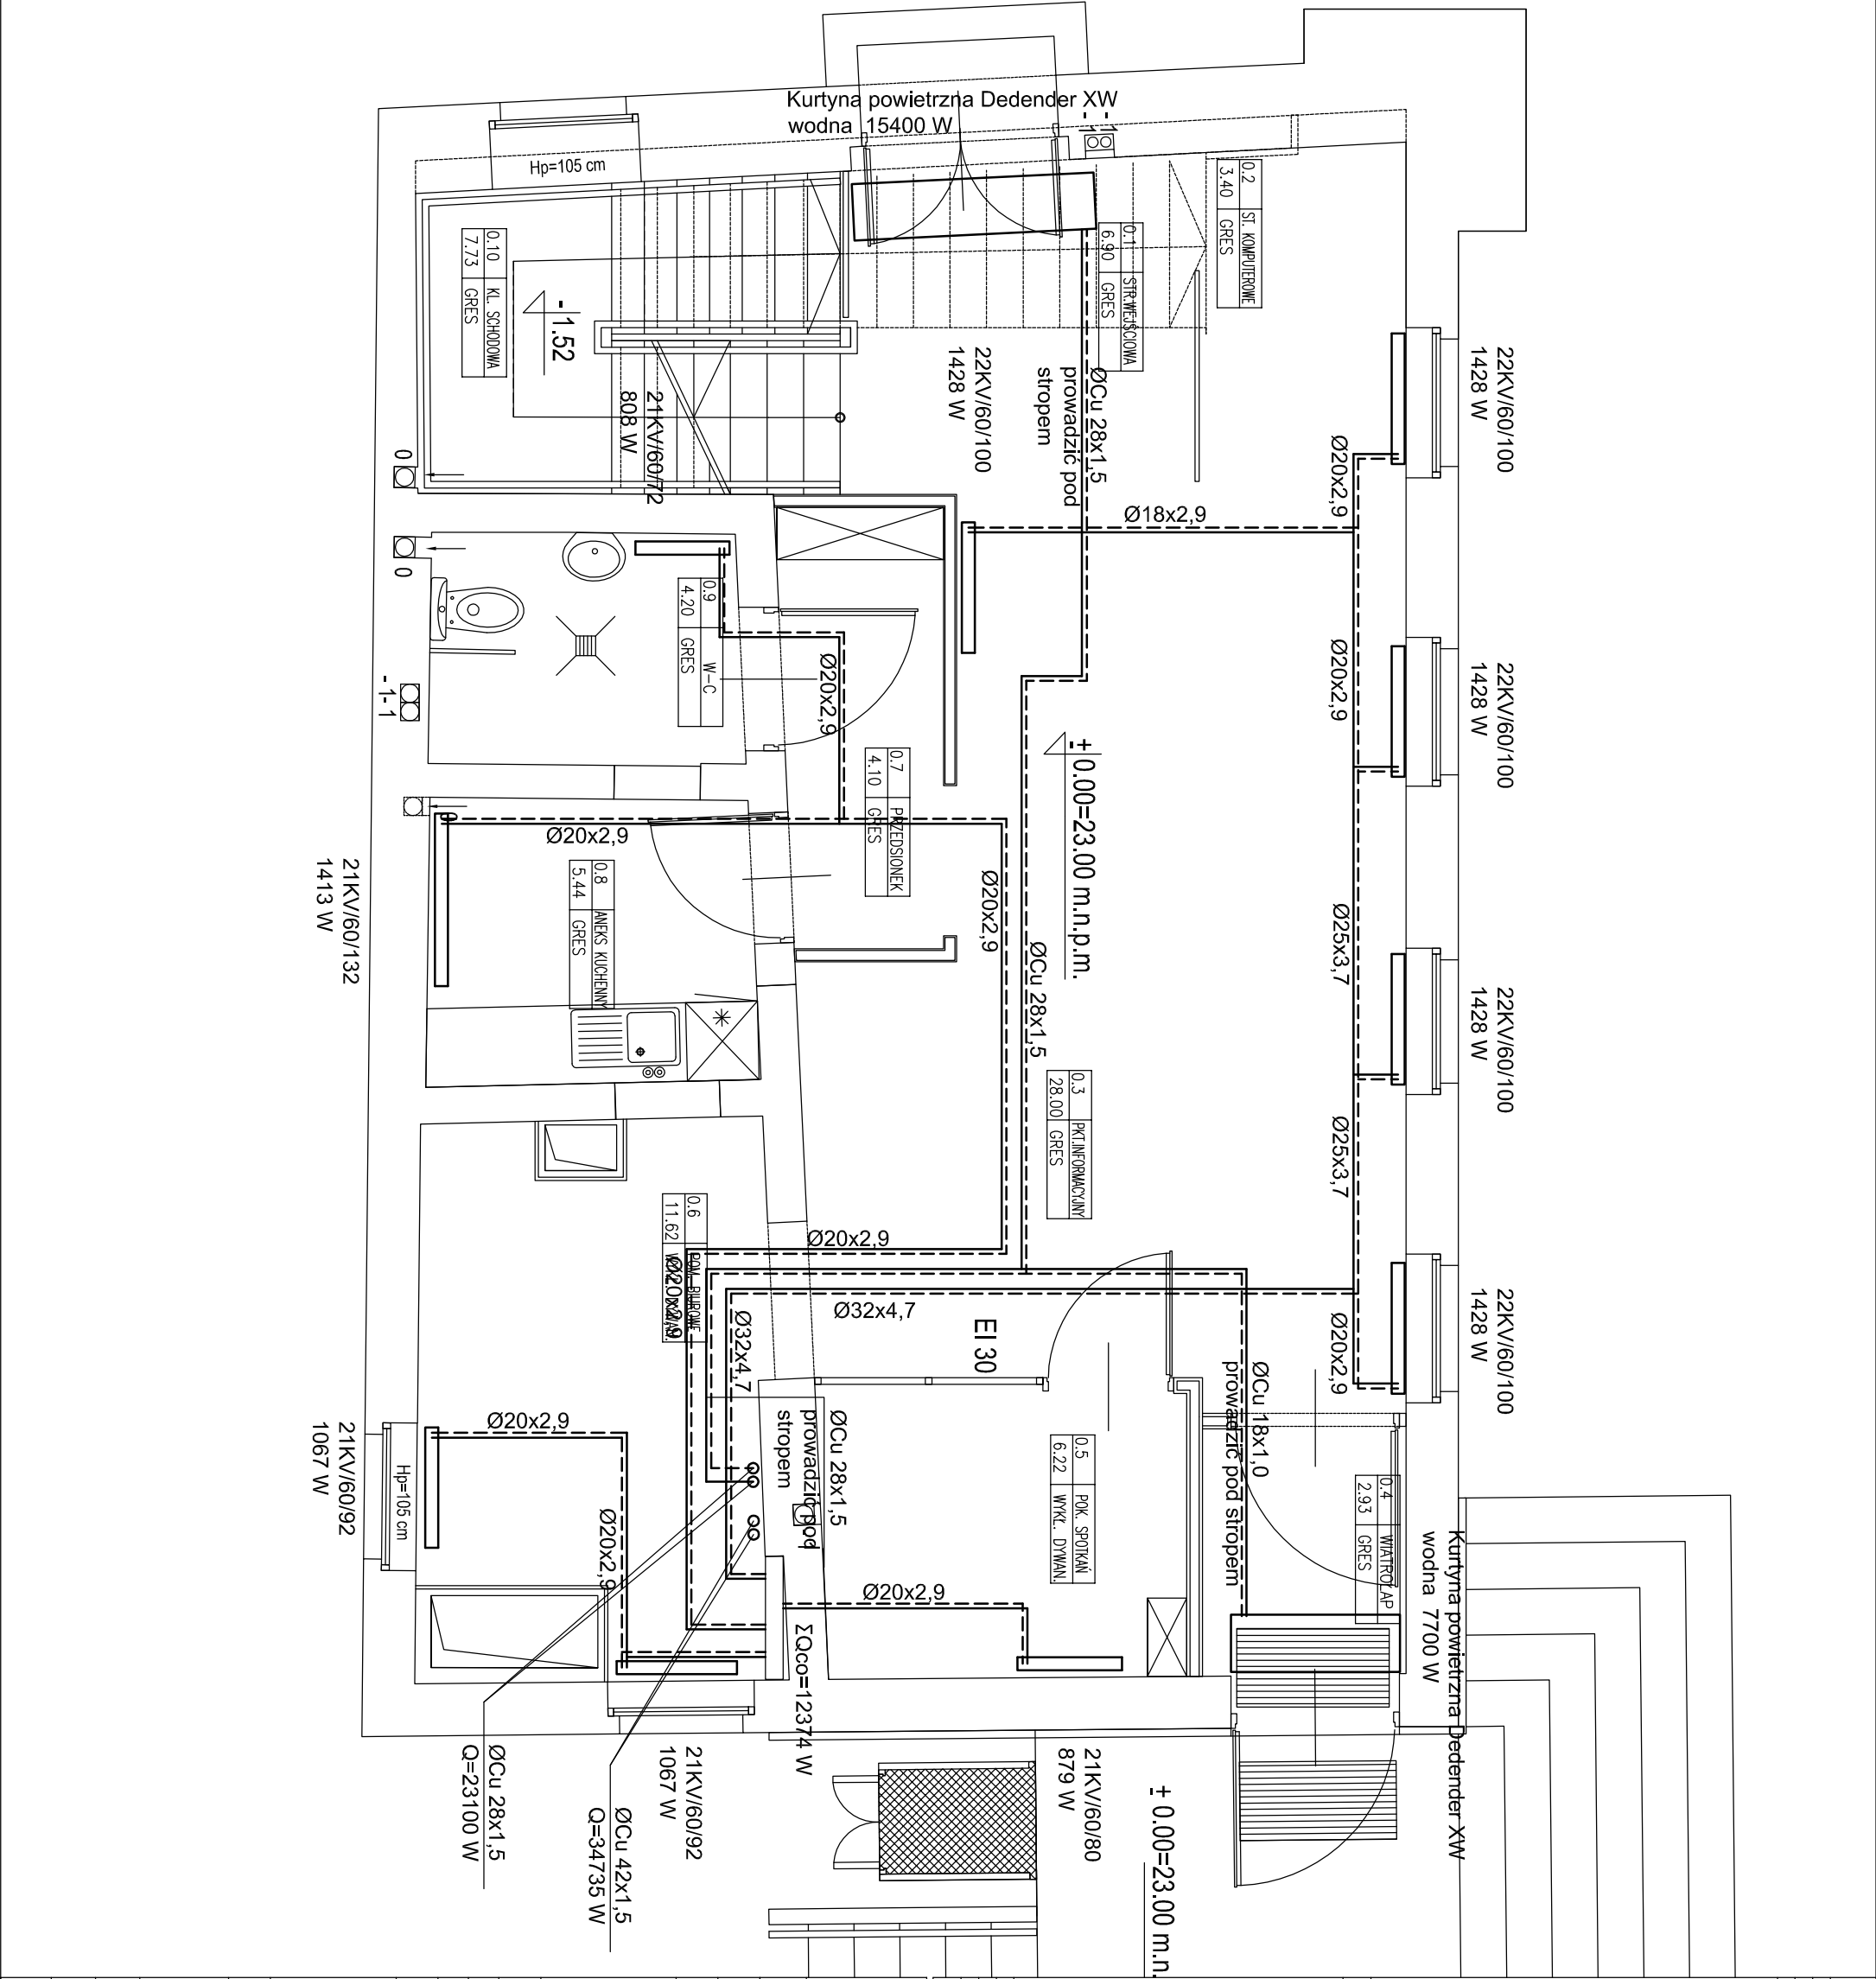 Kurtyna powietrzna Dedender XW
wodna 15400 W
-1
-1
Hp=105 cm
0.2 ST. KOMPUTEROWE
3.40 GRES
0.1 STR.WEJSCIOWA
6.90 GRES
0.10 KL. SCHODOWA
7.73 GRES
-1.52
22KV/60/100
1428 W
22KV/60/100
1428 W
ØCu 28x1,5
prowadzić pod
stropem
21KV/60/72
808 W
Ø20x2,9
Ø18x2,9
0
0
0.9 W-C
4.20 GRES
Ø20x2,9
Ø20x2,9
22KV/60/100
1428 W
-1-1
+ 0.00=23.00 m.n.p.m.
0.7 PRZEDSIONEK
4.10 GRES
0
Ø20x2,9
Ø20x2,9
0.8 ANEKS KUCHENNY
5.44 GRES
21KV/60/132
1413 W
Ø25x3,7
ØCu 28x1,5
22KV/60/100
1428 W
0.3 PKT.INFORMACYJNY
28.00 GRES
Ø25x3,7
0.6 POM. BIUROWE
11.62
Ø20x2,9
Ø20x2,9
Ø32x4,7
Ø32x4,7
EI 30
Ø20x2,9
22KV/60/100
1428 W
ØCu 18x1,0
prowadzić pod stropem
ØCu 28x1,5
prowadzić pod
stropem
0.5 POK. SPOTKAŃ
6.22 WYKŁ. DYWAN.
0.4 WIATROŁAP
2.93 GRES
Kurtyna powietrzna Dedender XW
wodna 7700 W
Ø20x2,9
Hp=105 cm
21KV/60/92
1067 W
Ø20x2,9
Ø20x2,9
ΣQco=12374 W
21KV/60/92
1067 W
21KV/60/80
879 W
ØCu 28x1,5
Q=23100 W
ØCu 42x1,5
Q=34735 W
+ 0.00=23.00 m.n.